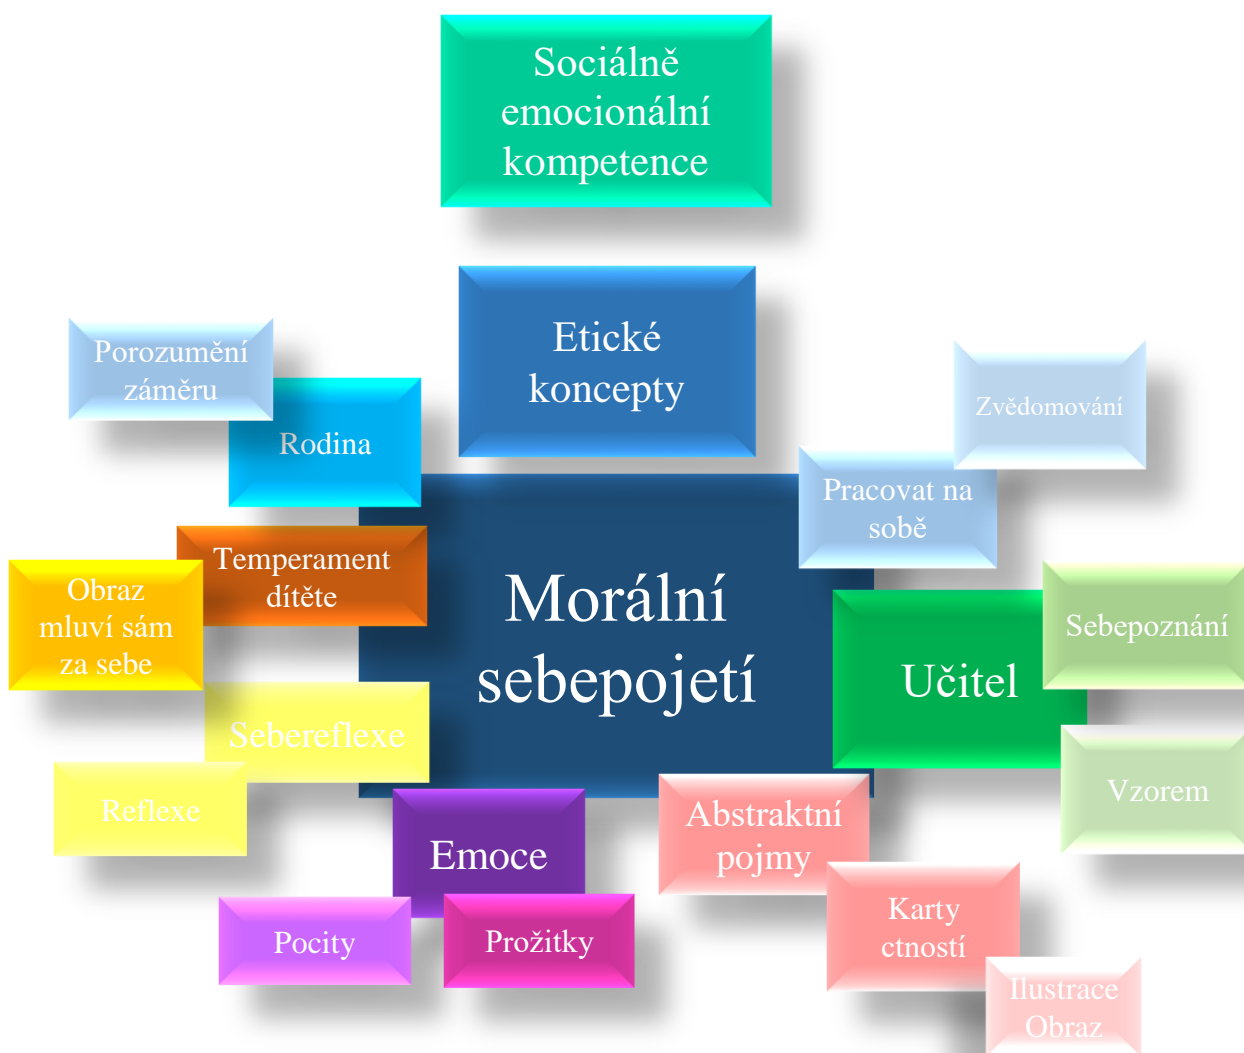 Sociálně
emocionální
kompetence
Etické
koncepty
Porozumění
záměru
Rodina
Zvědomování
Pracovat na
sobě
Temperament
dítěte
Obraz
mluví sám
za sebe
Morální
sebepojetí
Sebepoznání
Učitel
Sebereflexe
Reflexe
Vzorem
Abstraktní
pojmy
Emoce
Karty
ctností
Pocity
Prožitky
Ilustrace
Obraz